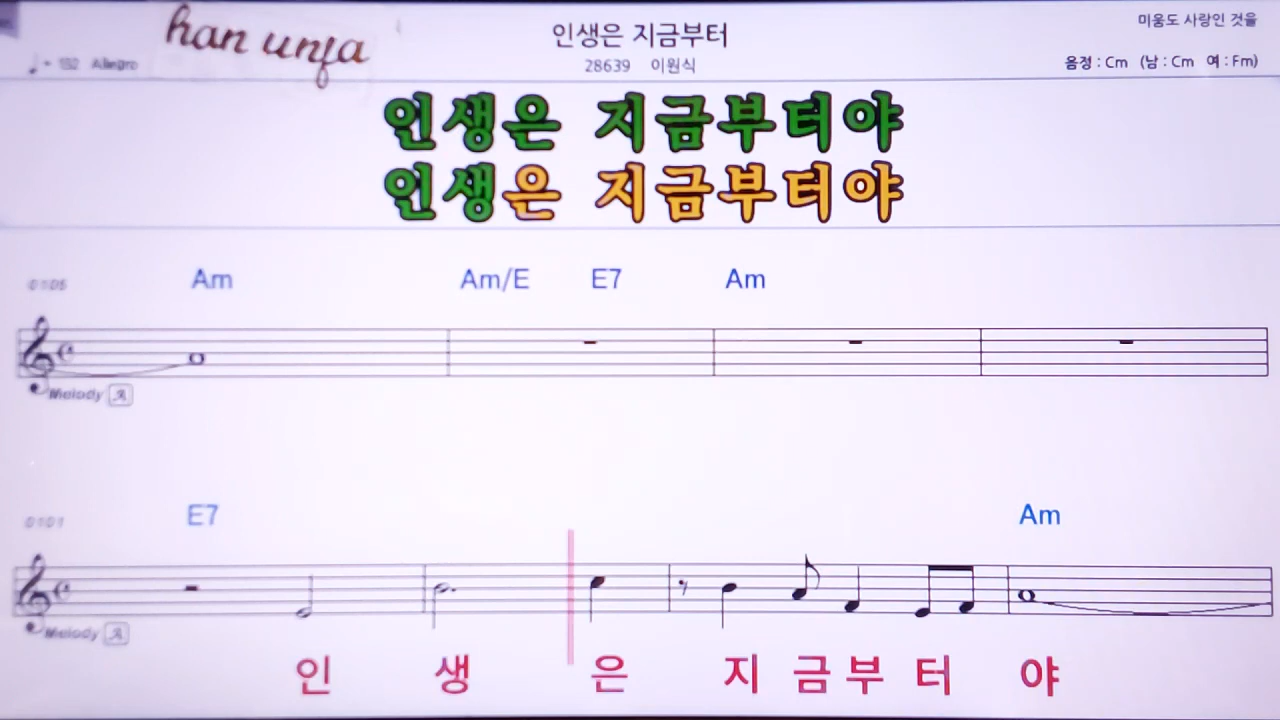 han unja
인생은 지금부터
미움도 사랑인 것을
♩ = 152 Allegro
28639 이원식
음정 : Cm (남 : Cm 여 : Fm)
인생은 지금부터야
인생은 지금부터야
0105 Am Am/E E7 Am
Melody A
0101 E7 Am
Melody A
인 생 은 지 금 부 터 야